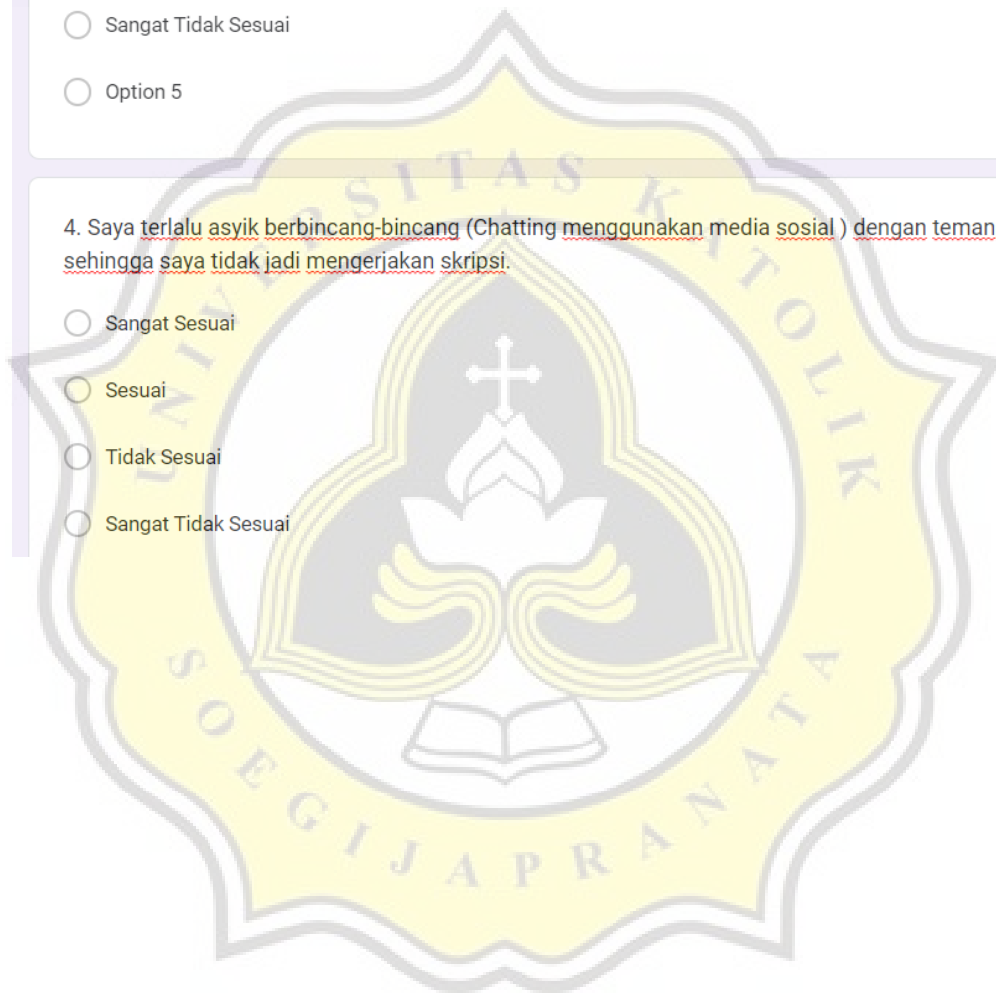 Sangat Tidak Sesuai
Option 5
4. Saya terlalu asyik berbincang-bincang (Chatting menggunakan media sosial ) dengan teman
sehingga saya tidak jadi mengerjakan skripsi.
Sangat Sesuai
Sesuai
Tidak Sesuai
Sangat Tidak Sesuai
UNIVERSITAS KATOLIK
SOEGIJAPRANATA